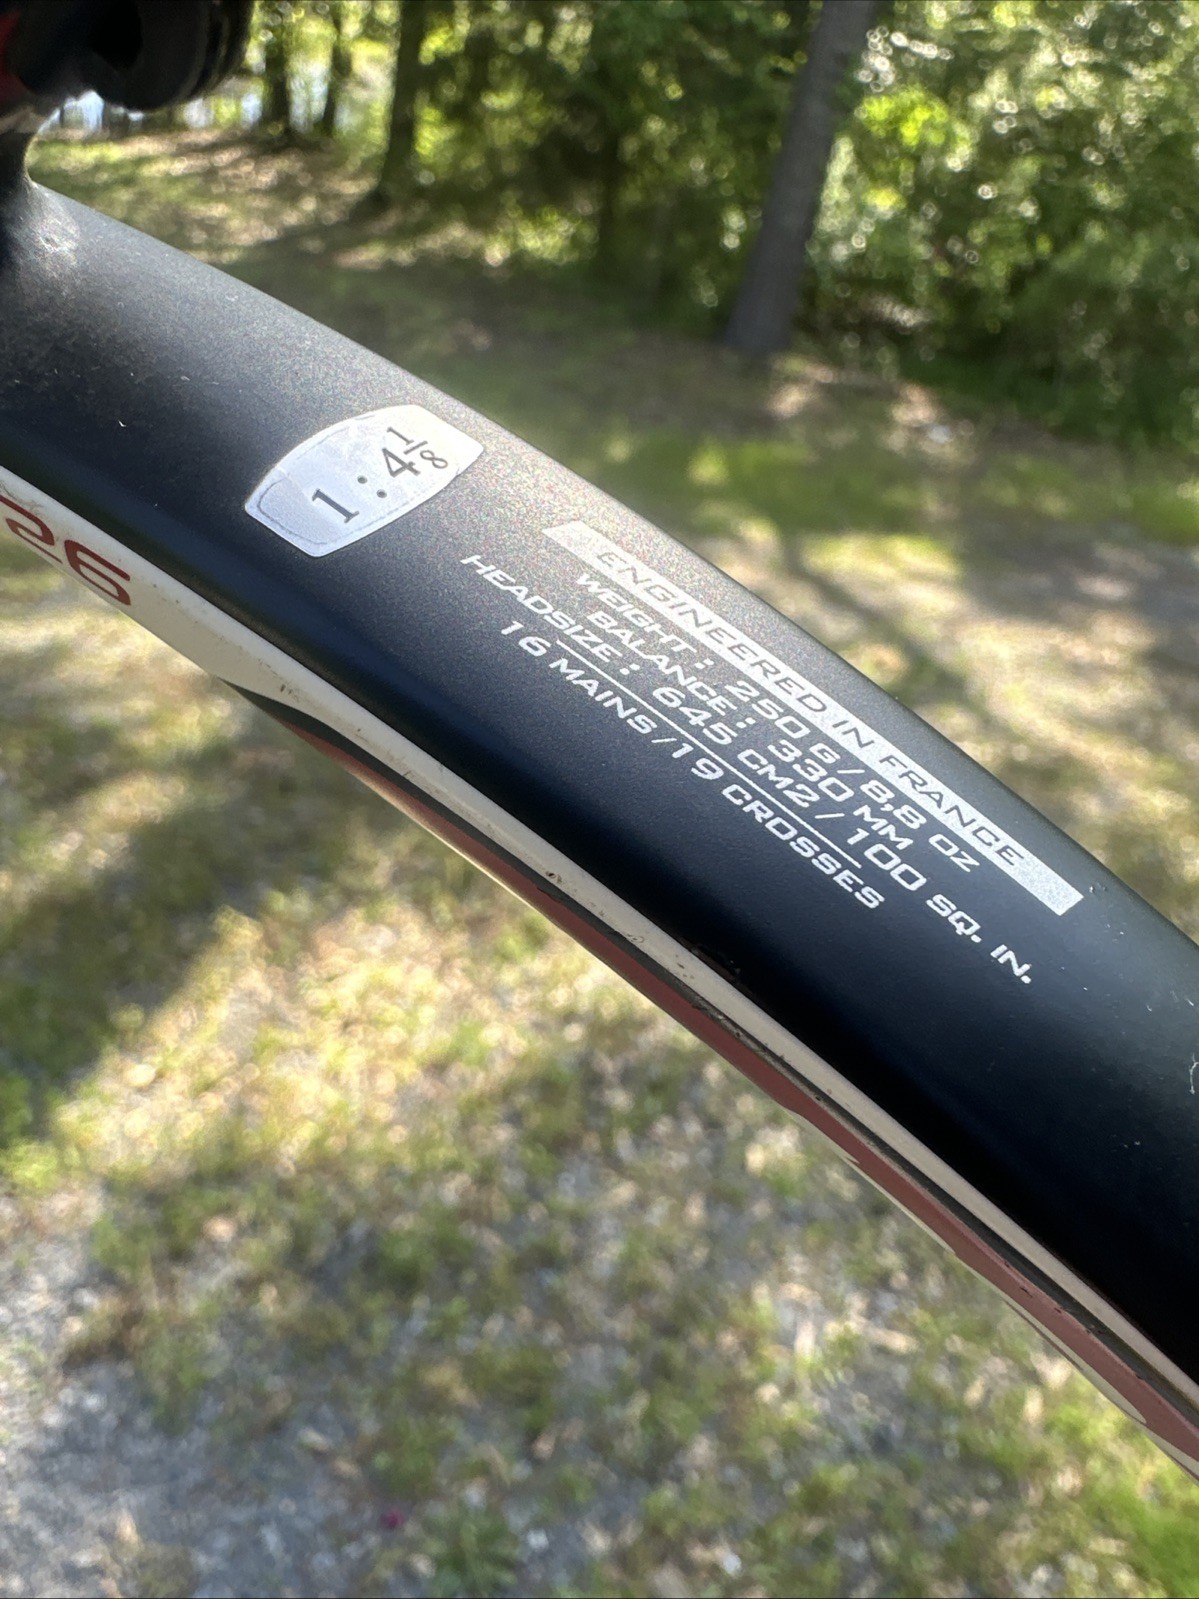 1 : 4 1/8
26
ENGINEERED IN FRANCE
WEIGHT : 250 G / 8,8 OZ
BALANCE : 330 MM
HEADSIZE : 645 CM2 / 100 SQ. IN.
16 MAINS / 19 CROSSES